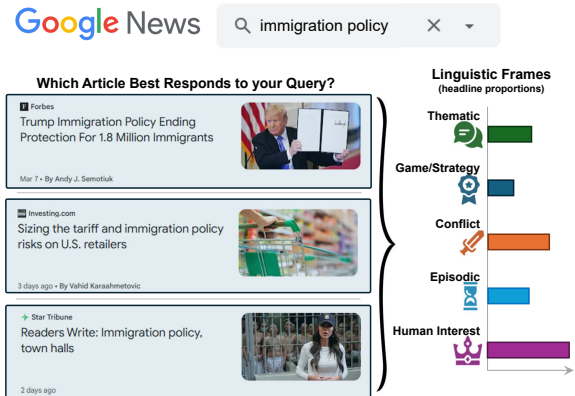 Google News
immigration policy
Which Article Best Responds to your Query?
Forbes
Trump Immigration Policy Ending
Protection For 1.8 Million Immigrants
Mar 7 • By Andy J. Semotiuk
Investing.com
Sizing the tariff and immigration policy
risks on U.S. retailers
3 days ago • By Vahid Karaahmetovic
Star Tribune
Readers Write: Immigration policy,
town halls
2 days ago
Linguistic Frames
(headline proportions)
Thematic
Game/Strategy
Conflict
Episodic
Human Interest